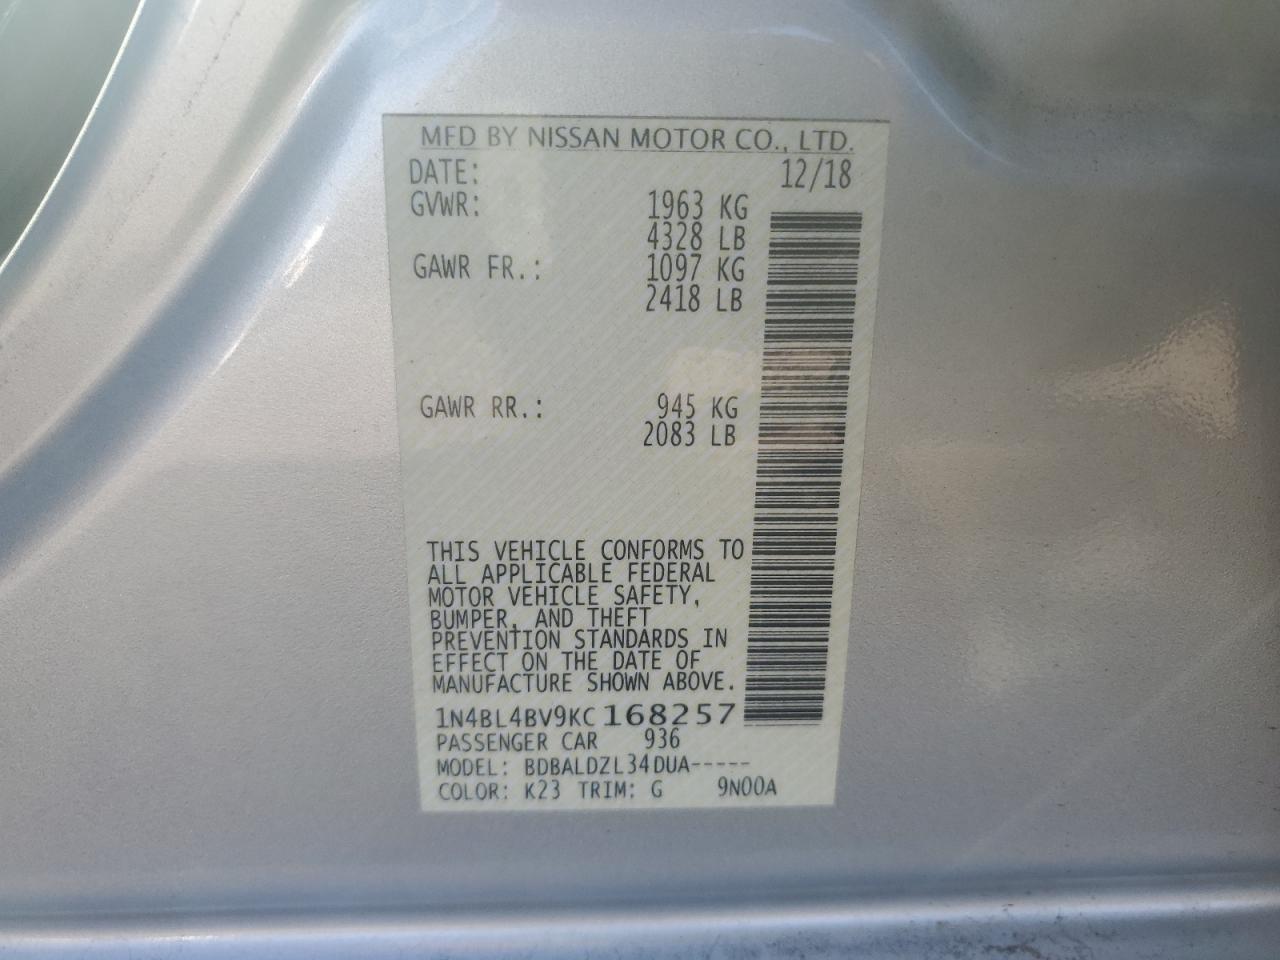 MFD BY NISSAN MOTOR CO., LTD.
DATE: 12/18
GVWR: 1963 KG
4328 LB
GAWR FR.: 1097 KG
2418 LB
GAWR RR.: 945 KG
2083 LB
THIS VEHICLE CONFORMS TO
ALL APPLICABLE FEDERAL
MOTOR VEHICLE SAFETY,
BUMPER, AND THEFT
PREVENTION STANDARDS IN
EFFECT ON THE DATE OF
MANUFACTURE SHOWN ABOVE.
1N4BL4BV9KC168257
PASSENGER CAR 936
MODEL: BDBALDZL34DUA-----
COLOR: K23 TRIM: G 9N00A